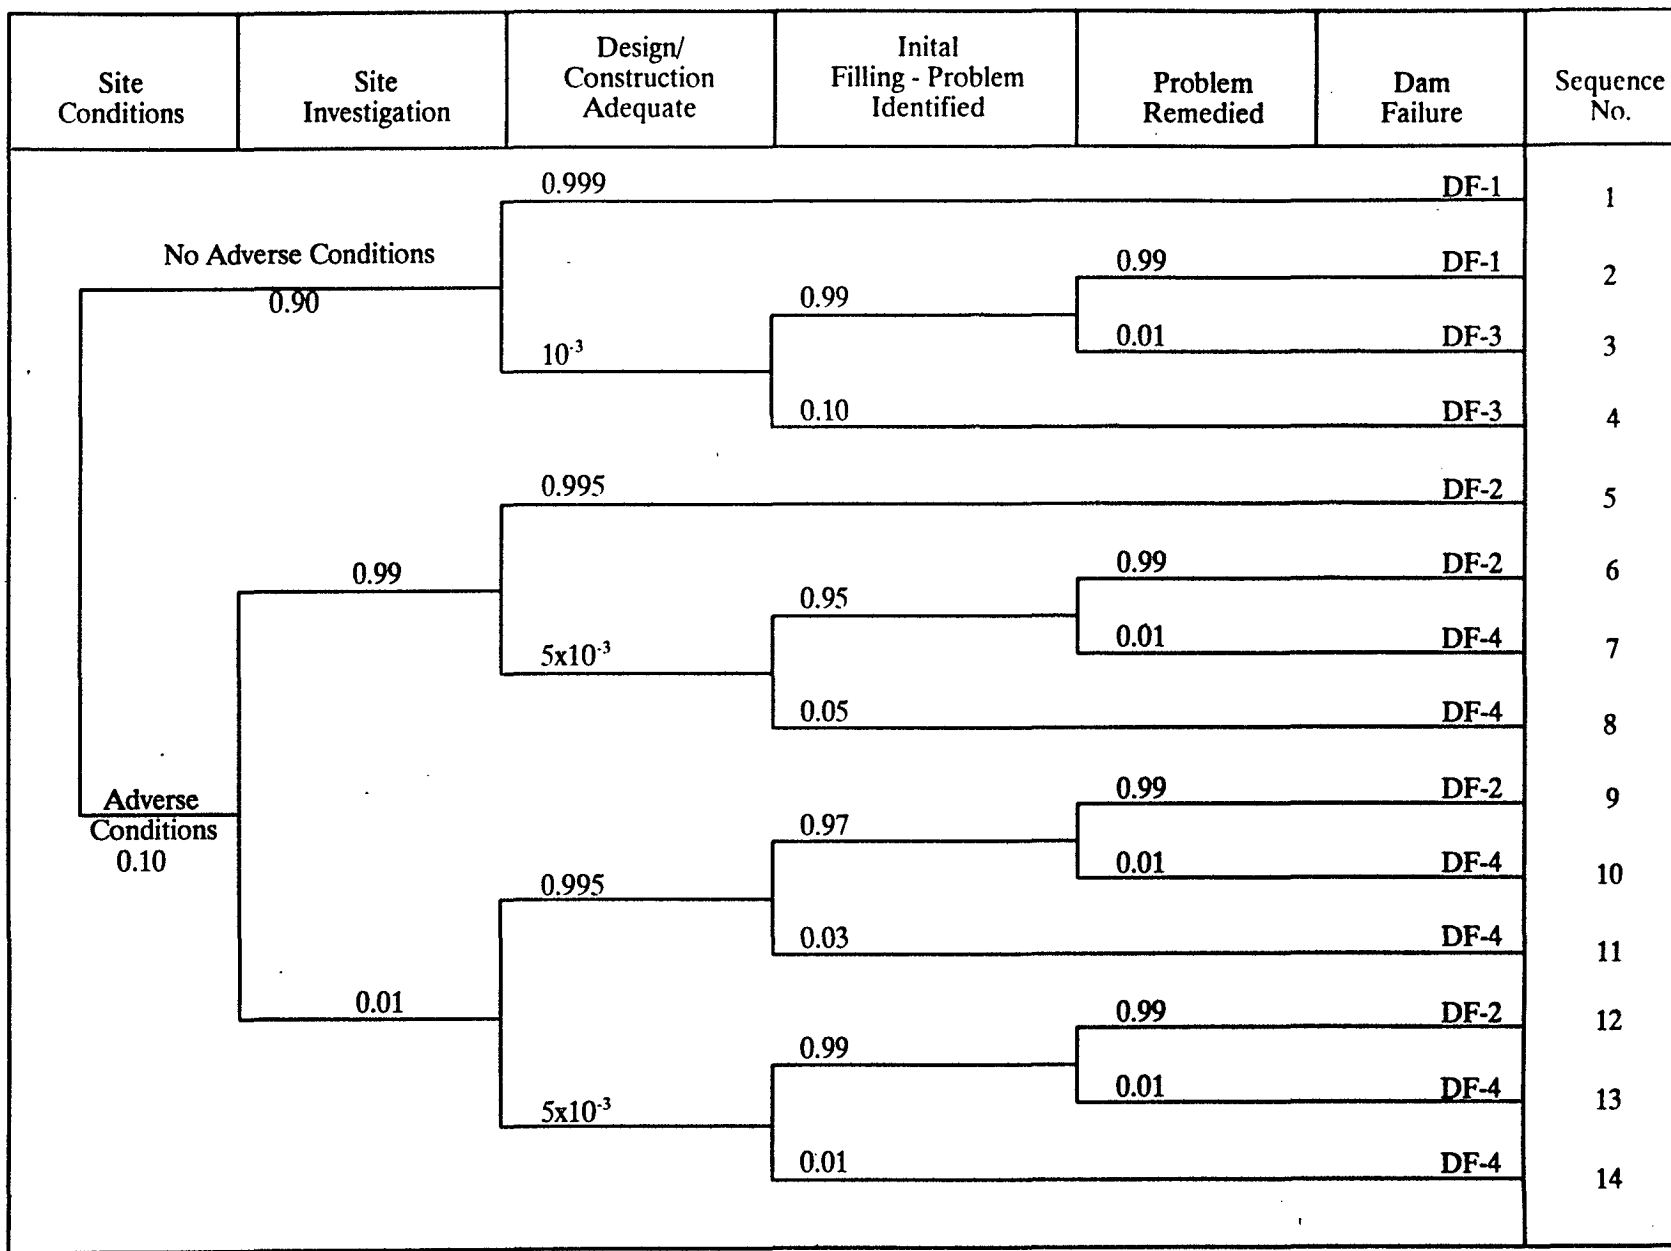 Site
Conditions
Site
Investigation
Design/
Construction
Adequate
Inital
Filling - Problem
Identified
Problem
Remedied
Dam
Failure
Sequence
No.
0.999
DF-1
1
No Adverse Conditions
0.90
0.99
DF-1
2
0.99
0.01
DF-3
3
10-3
0.10
DF-3
4
0.995
DF-2
5
0.99
0.99
DF-2
6
0.95
0.01
DF-4
7
5x10-3
0.05
DF-4
8
Adverse
Conditions
0.10
0.99
DF-2
9
0.97
0.01
DF-4
10
0.995
0.03
DF-4
11
0.01
0.99
DF-2
12
0.99
0.01
DF-4
13
5x10-3
0.01
DF-4
14